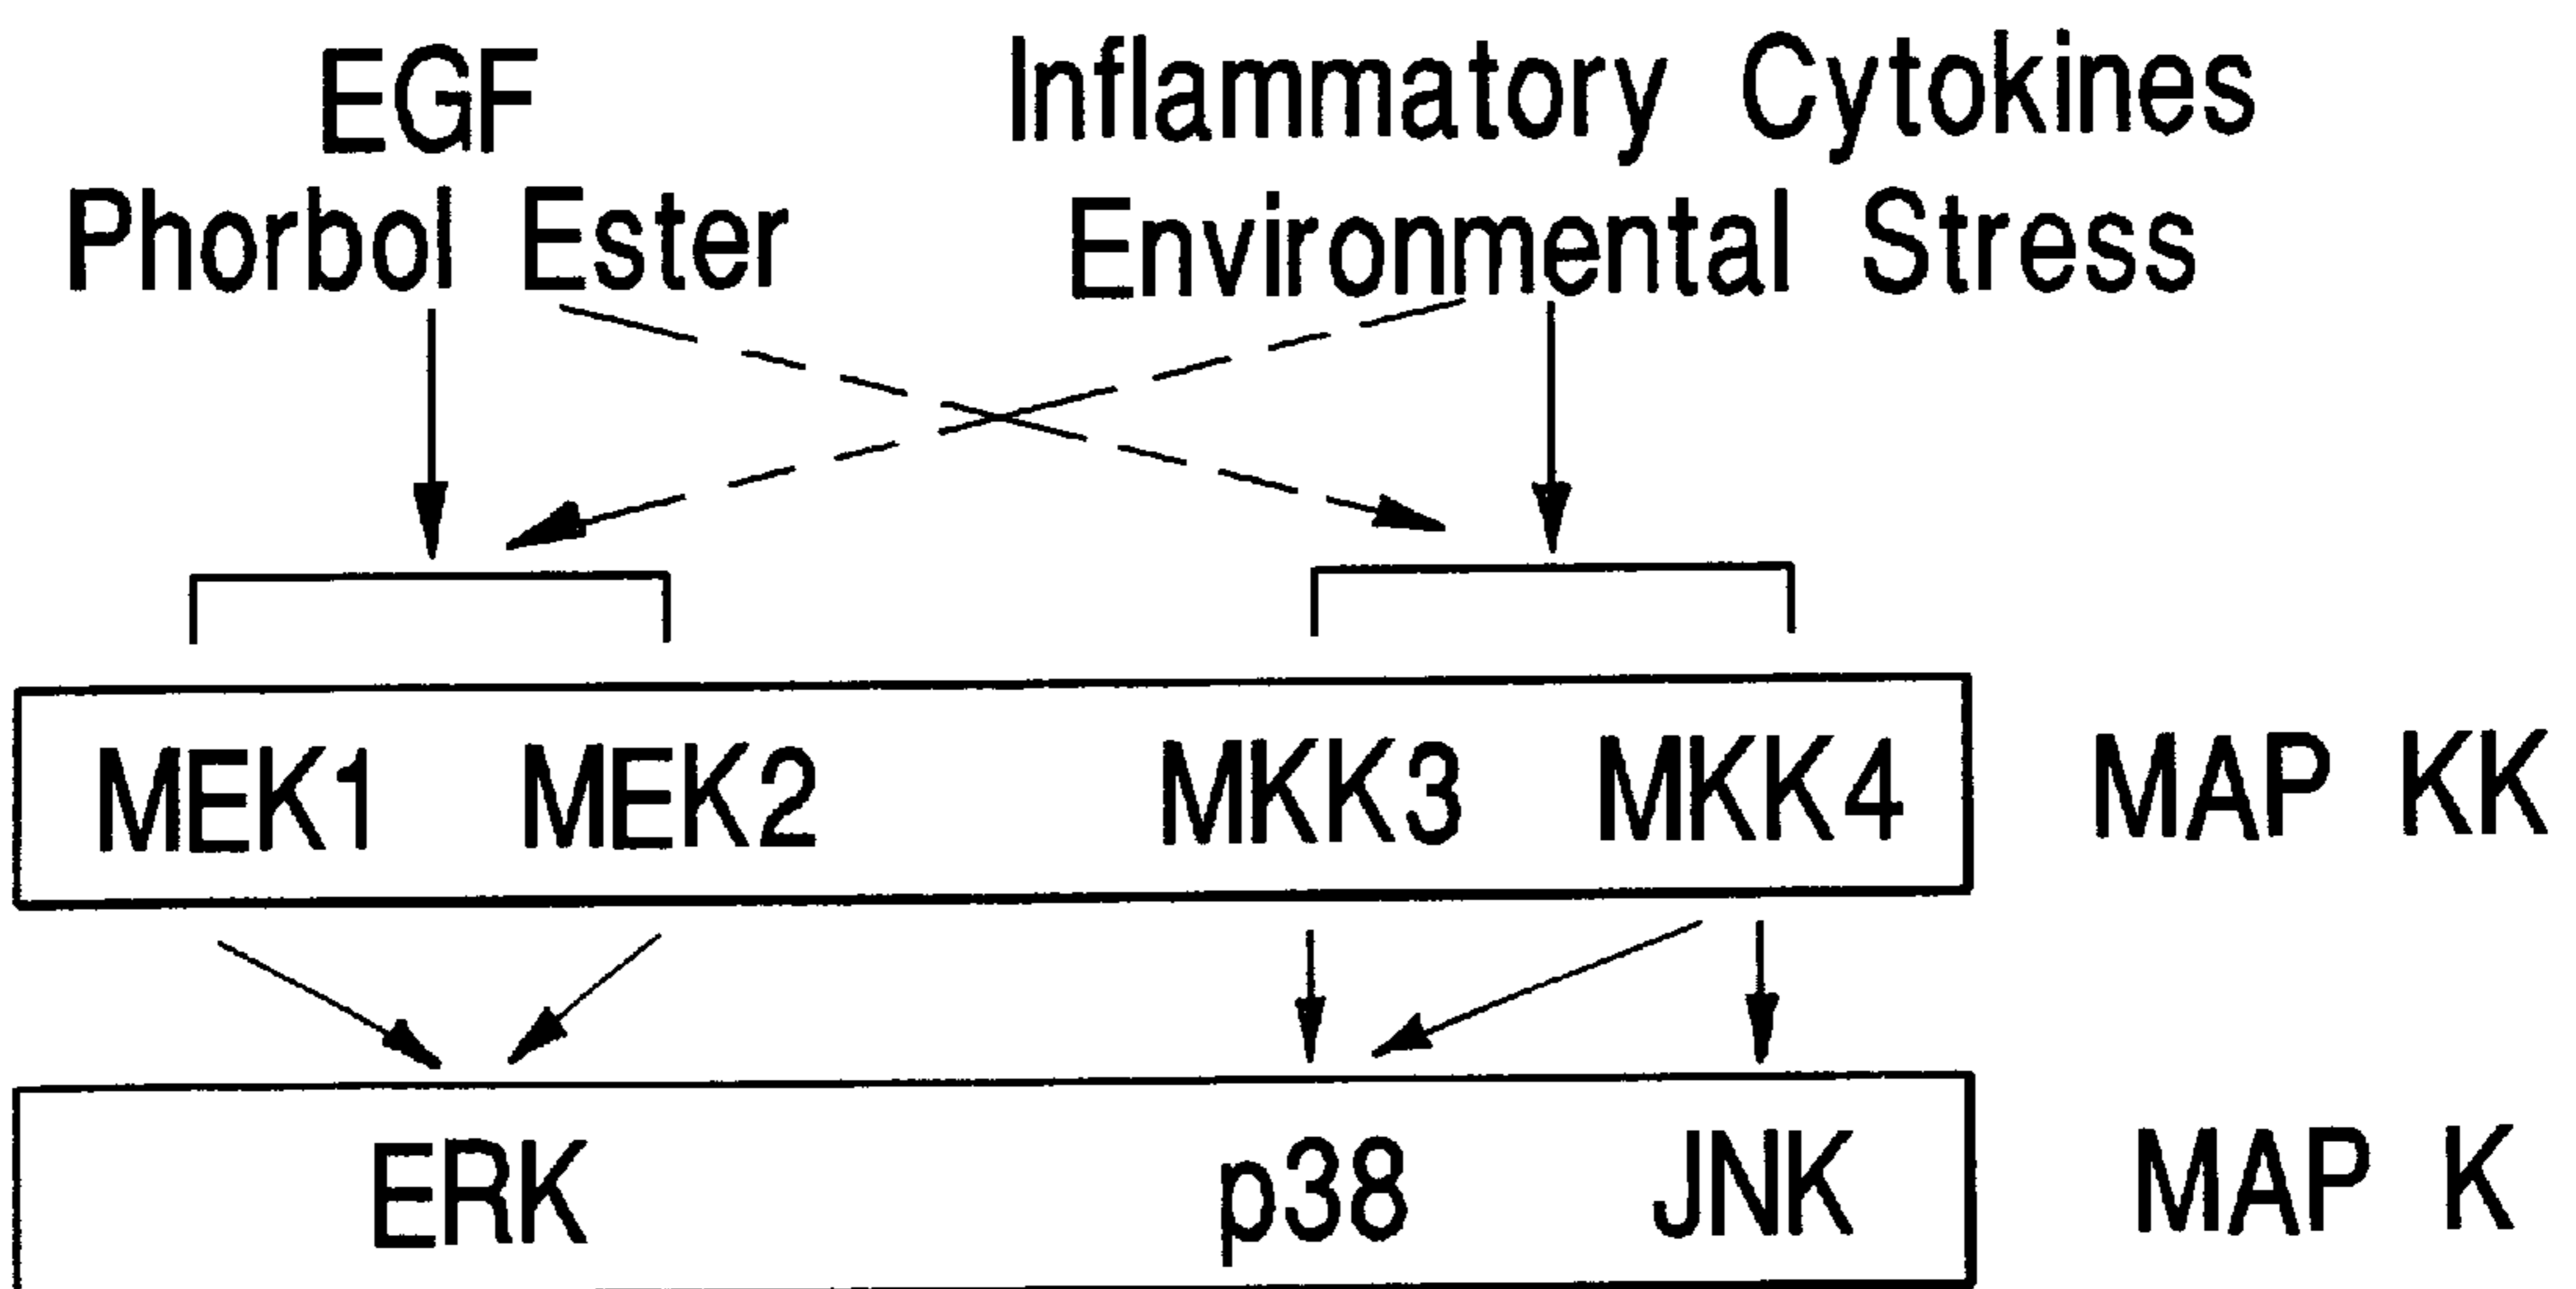 EGF
Phorbol Ester
Inflammatory Cytokines
Environmental Stress
MEK1 MEK2 MKK3 MKK4 MAP KK
ERK p38 JNK MAP K